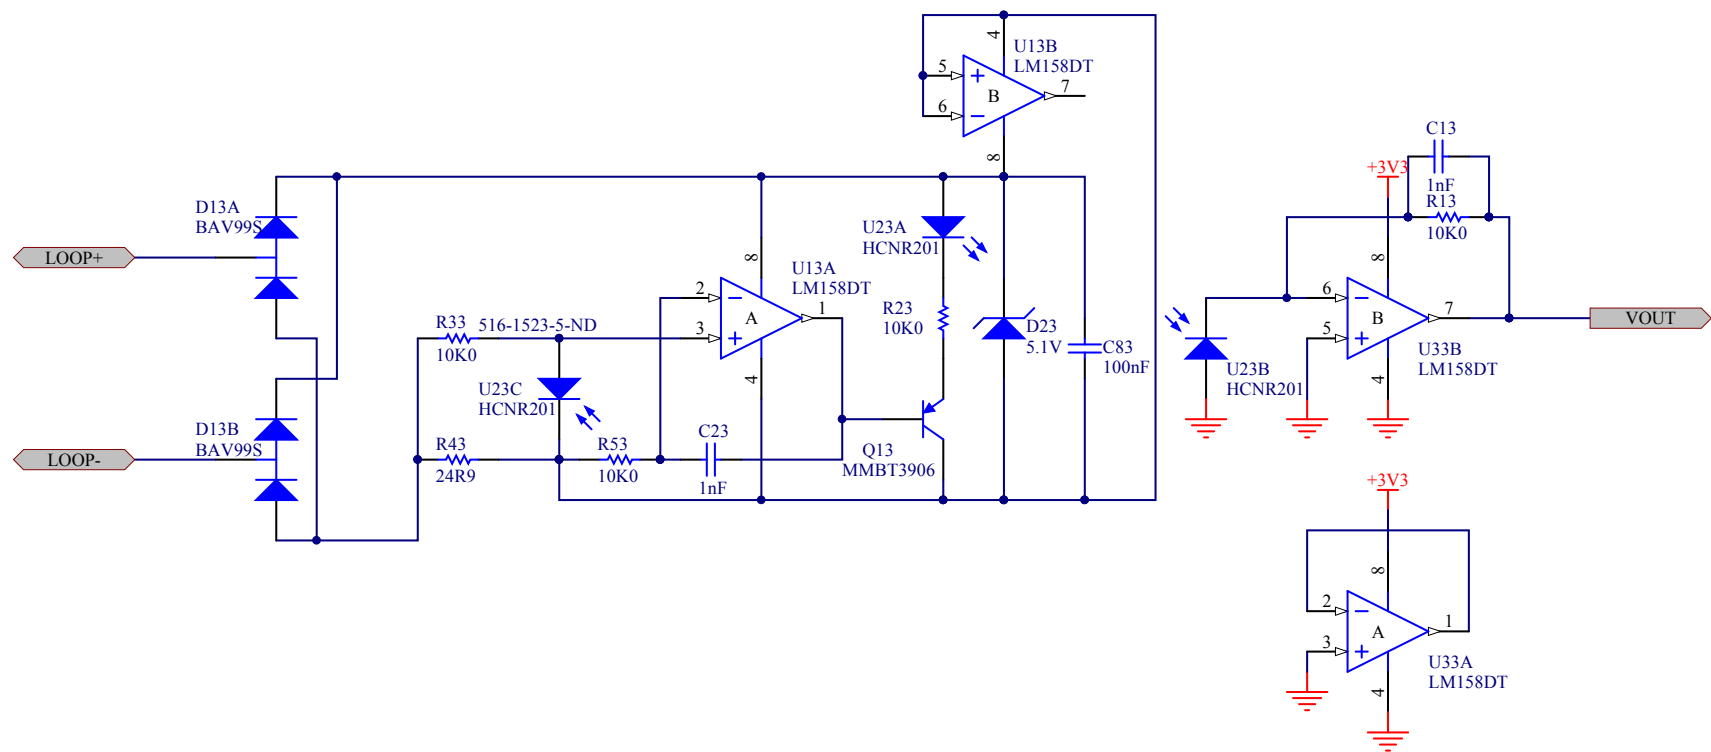 4
U13B
LM158DT
5
+
B
7
6
−
8
C13
+3V3
1nF
R13
10K0
D13A
BAV99S
LOOP+
U23A
HCNR201
8
U13A
LM158DT
2
−
A
1
3
+
4
R33
516-1523-5-ND
10K0
R23
10K0
D23
5.1V
C83
100nF
8
6
−
B
7
5
+
U33B
LM158DT
4
VOUT
U23B
HCNR201
U23C
HCNR201
D13B
BAV99S
LOOP-
R43
24R9
R53
10K0
C23
1nF
Q13
MMBT3906
+3V3
8
2
−
A
1
3
+
U33A
LM158DT
4